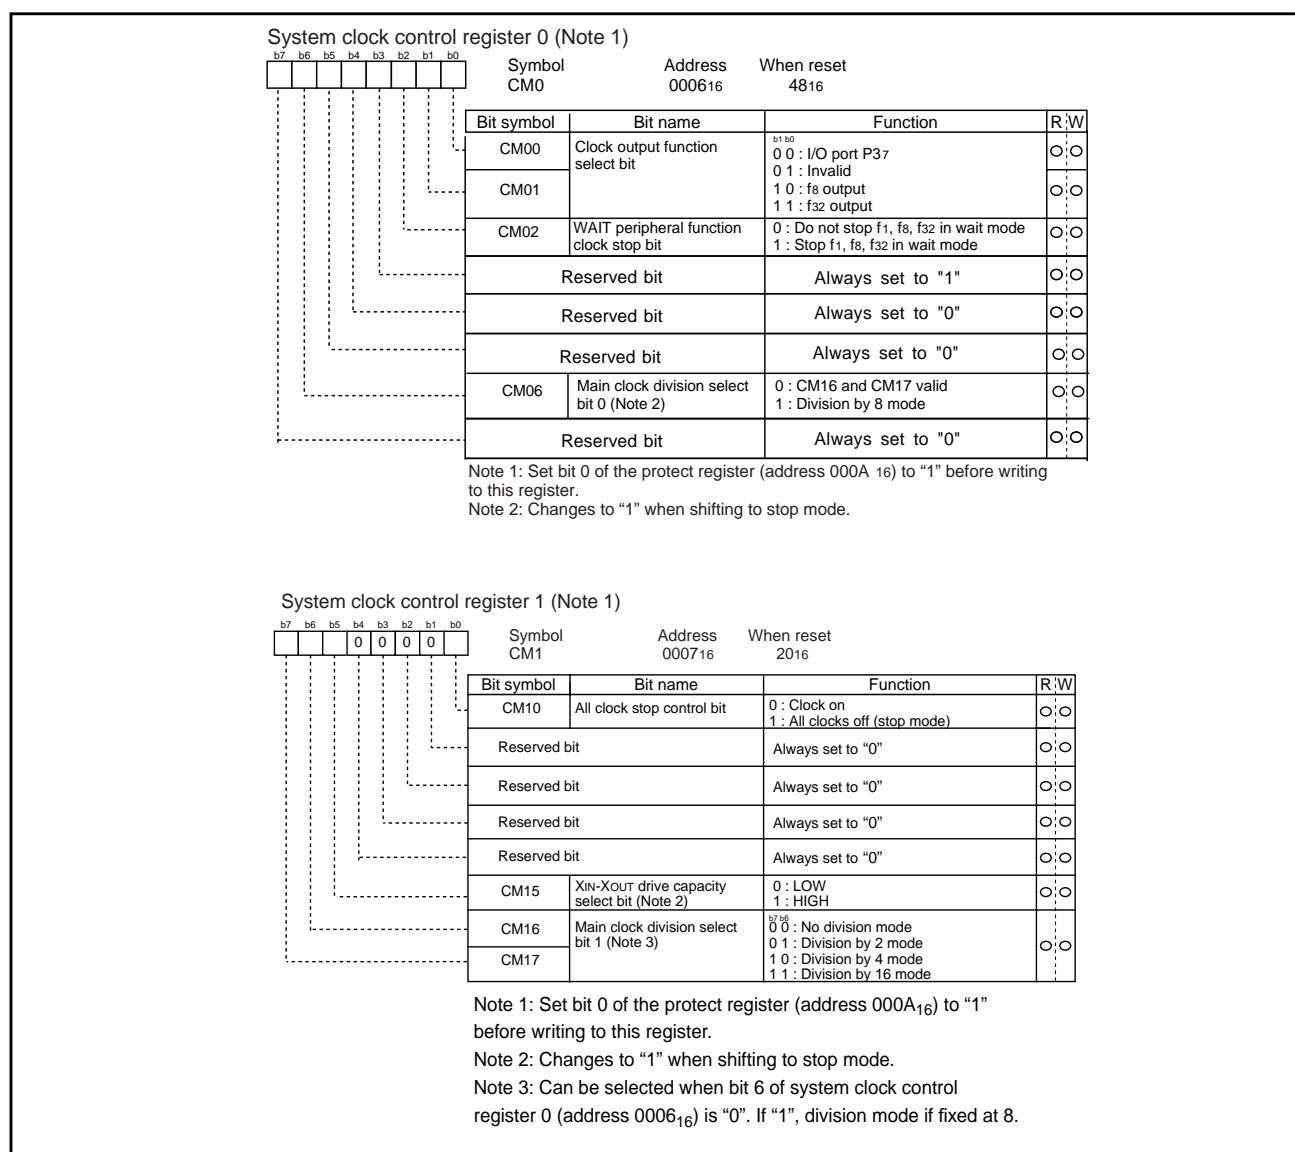 System clock control register 0 (Note 1)
b7 b6 b5 b4 b3 b2 b1 b0
Symbol Address When reset
CM0 000616 4816
Bit symbol Bit name Function R W
CM00 Clock output function select bit b1 b0
0 0 : I/O port P37
0 1 : Invalid
CM01 1 0 : f8 output
1 1 : f32 output
CM02 WAIT peripheral function clock stop bit 0 : Do not stop f1, f8, f32 in wait mode
1 : Stop f1, f8, f32 in wait mode
Reserved bit Always set to "1"
Reserved bit Always set to "0"
Reserved bit Always set to "0"
CM06 Main clock division select bit 0 (Note 2) 0 : CM16 and CM17 valid
1 : Division by 8 mode
Reserved bit Always set to "0"
Note 1: Set bit 0 of the protect register (address 000A 16) to “1” before writing
to this register.
Note 2: Changes to “1” when shifting to stop mode.
System clock control register 1 (Note 1)
b7 b6 b5 b4 b3 b2 b1 b0
0 0 0 0
Symbol Address When reset
CM1 000716 2016
Bit symbol Bit name Function R W
CM10 All clock stop control bit 0 : Clock on
1 : All clocks off (stop mode)
Reserved bit Always set to “0”
Reserved bit Always set to “0”
Reserved bit Always set to “0”
Reserved bit Always set to “0”
CM15 XIN-XOUT drive capacity select bit (Note 2) 0 : LOW
1 : HIGH
CM16 Main clock division select bit 1 (Note 3) b7 b6
0 0 : No division mode
0 1 : Division by 2 mode
CM17 1 0 : Division by 4 mode
1 1 : Division by 16 mode
Note 1: Set bit 0 of the protect register (address 000A16) to “1”
before writing to this register.
Note 2: Changes to “1” when shifting to stop mode.
Note 3: Can be selected when bit 6 of system clock control
register 0 (address 000616) is “0”. If “1”, division mode if fixed at 8.